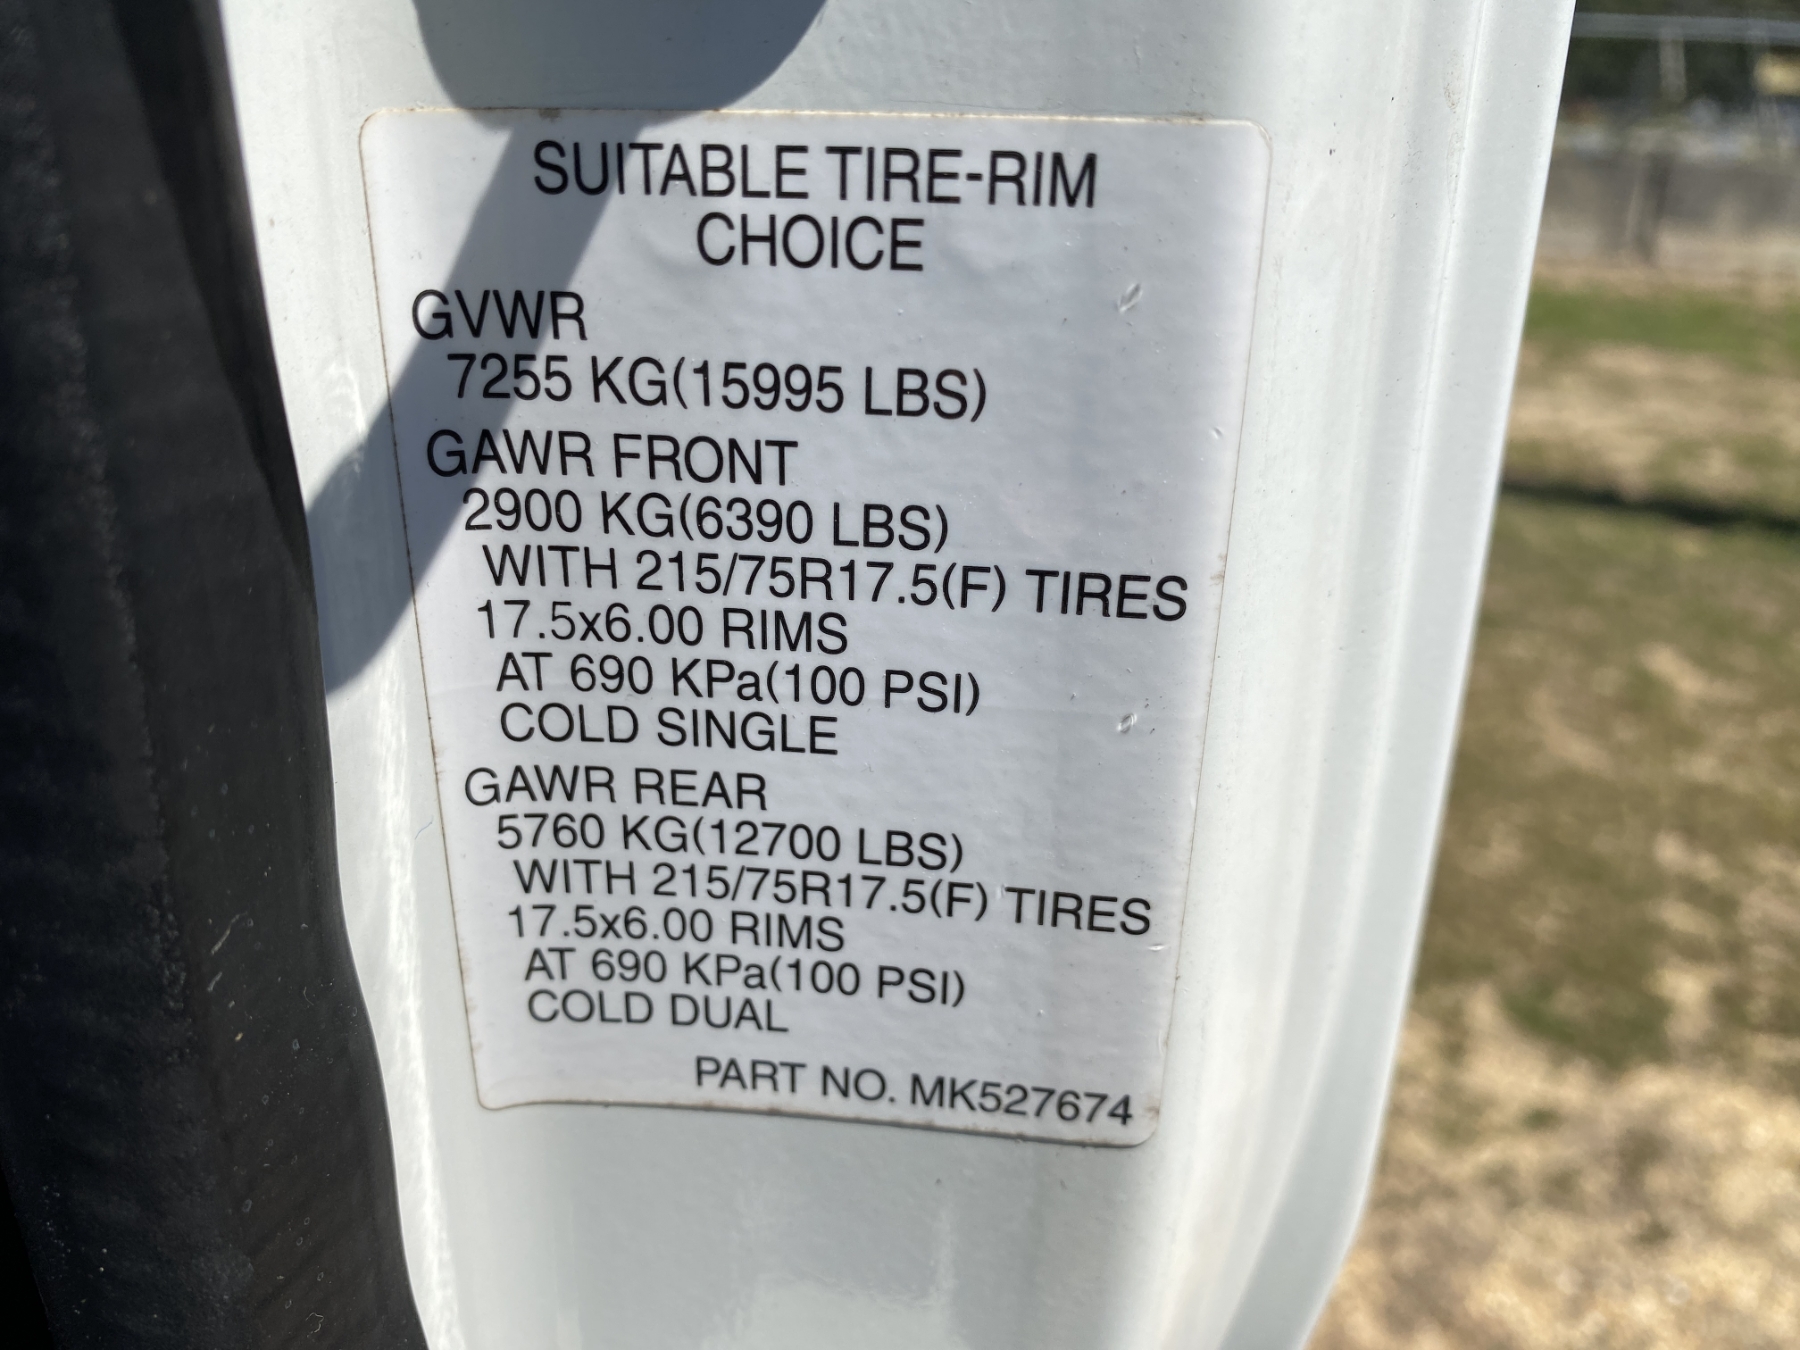 SUITABLE TIRE-RIM
CHOICE
GVWR
7255 KG(15995 LBS)
GAWR FRONT
2900 KG(6390 LBS)
WITH 215/75R17.5(F) TIRES
17.5x6.00 RIMS
AT 690 KPa(100 PSI)
COLD SINGLE
GAWR REAR
5760 KG(12700 LBS)
WITH 215/75R17.5(F) TIRES
17.5x6.00 RIMS
AT 690 KPa(100 PSI)
COLD DUAL
PART NO. MK527674